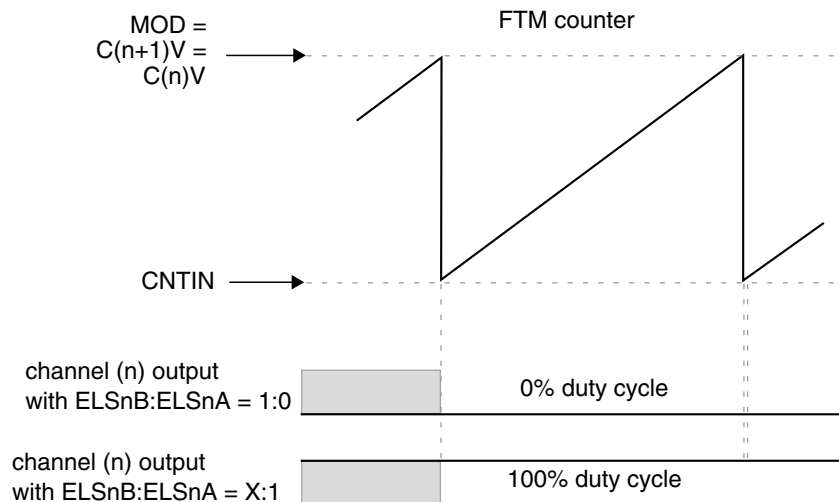 FTM counter
MOD =
C(n+1)V =
C(n)V
CNTIN
channel (n) output
with ELSnB:ELSnA = 1:0
0% duty cycle
channel (n) output
with ELSnB:ELSnA = X:1
100% duty cycle